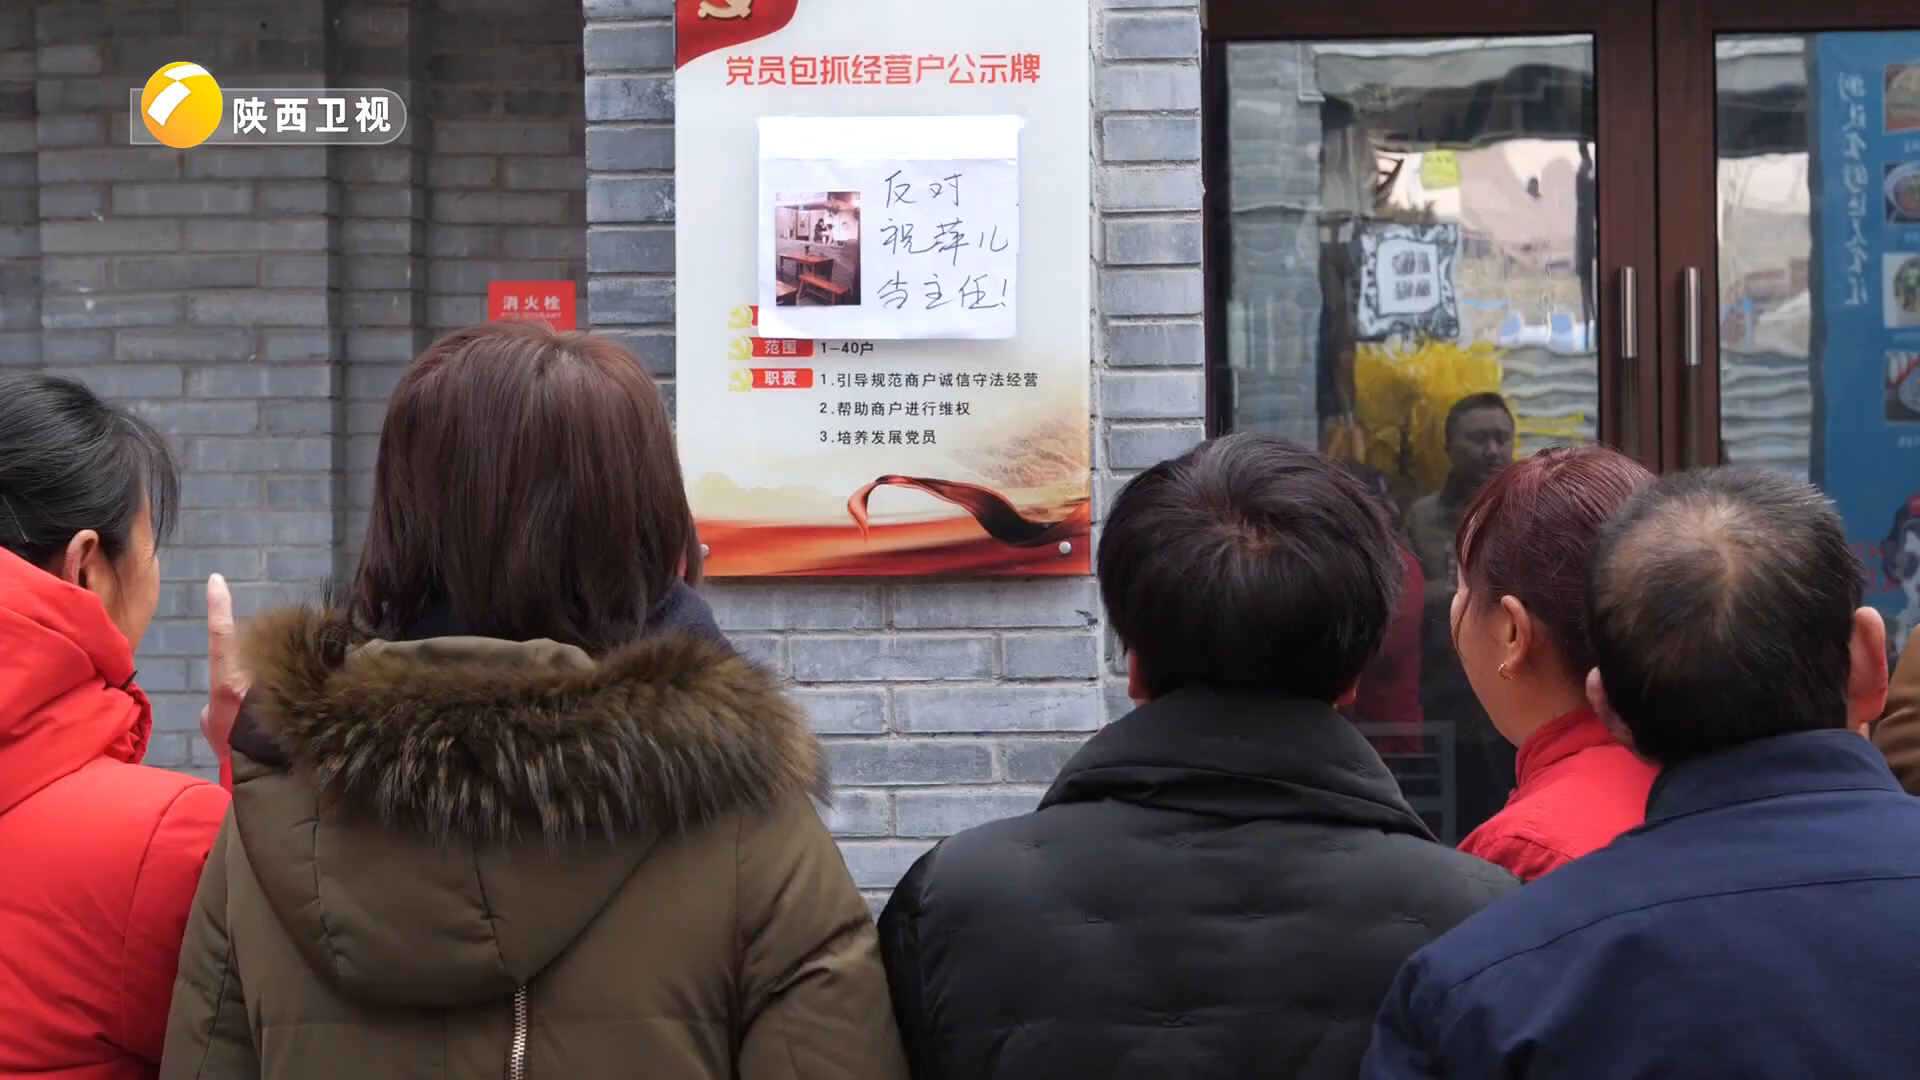 陕西卫视
党员包抓经营户公示牌
反对
祝萍儿
当主任!
消火栓
范围 1-40户
职责 1.引导规范商户诚信守法经营
2.帮助商户进行维权
3.培养发展党员